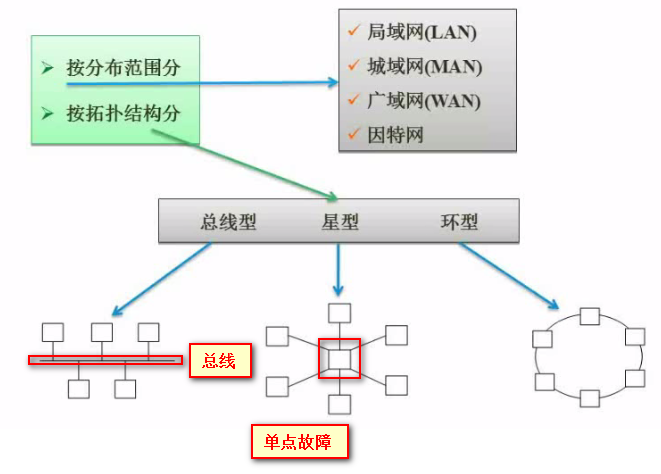 按分布范围分
按拓扑结构分
局域网(LAN)
城域网(MAN)
广域网(WAN)
因特网
总线型 星型 环型
总线
单点故障